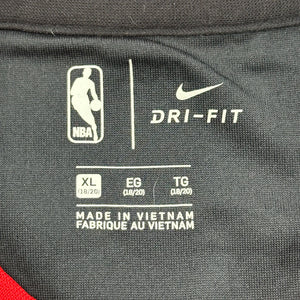 NBA
DRI-FIT
XL EG TG
(18/20) (18/20) (18/20)
MADE IN VIETNAM
FABRIQUÉ AU VIETNAM